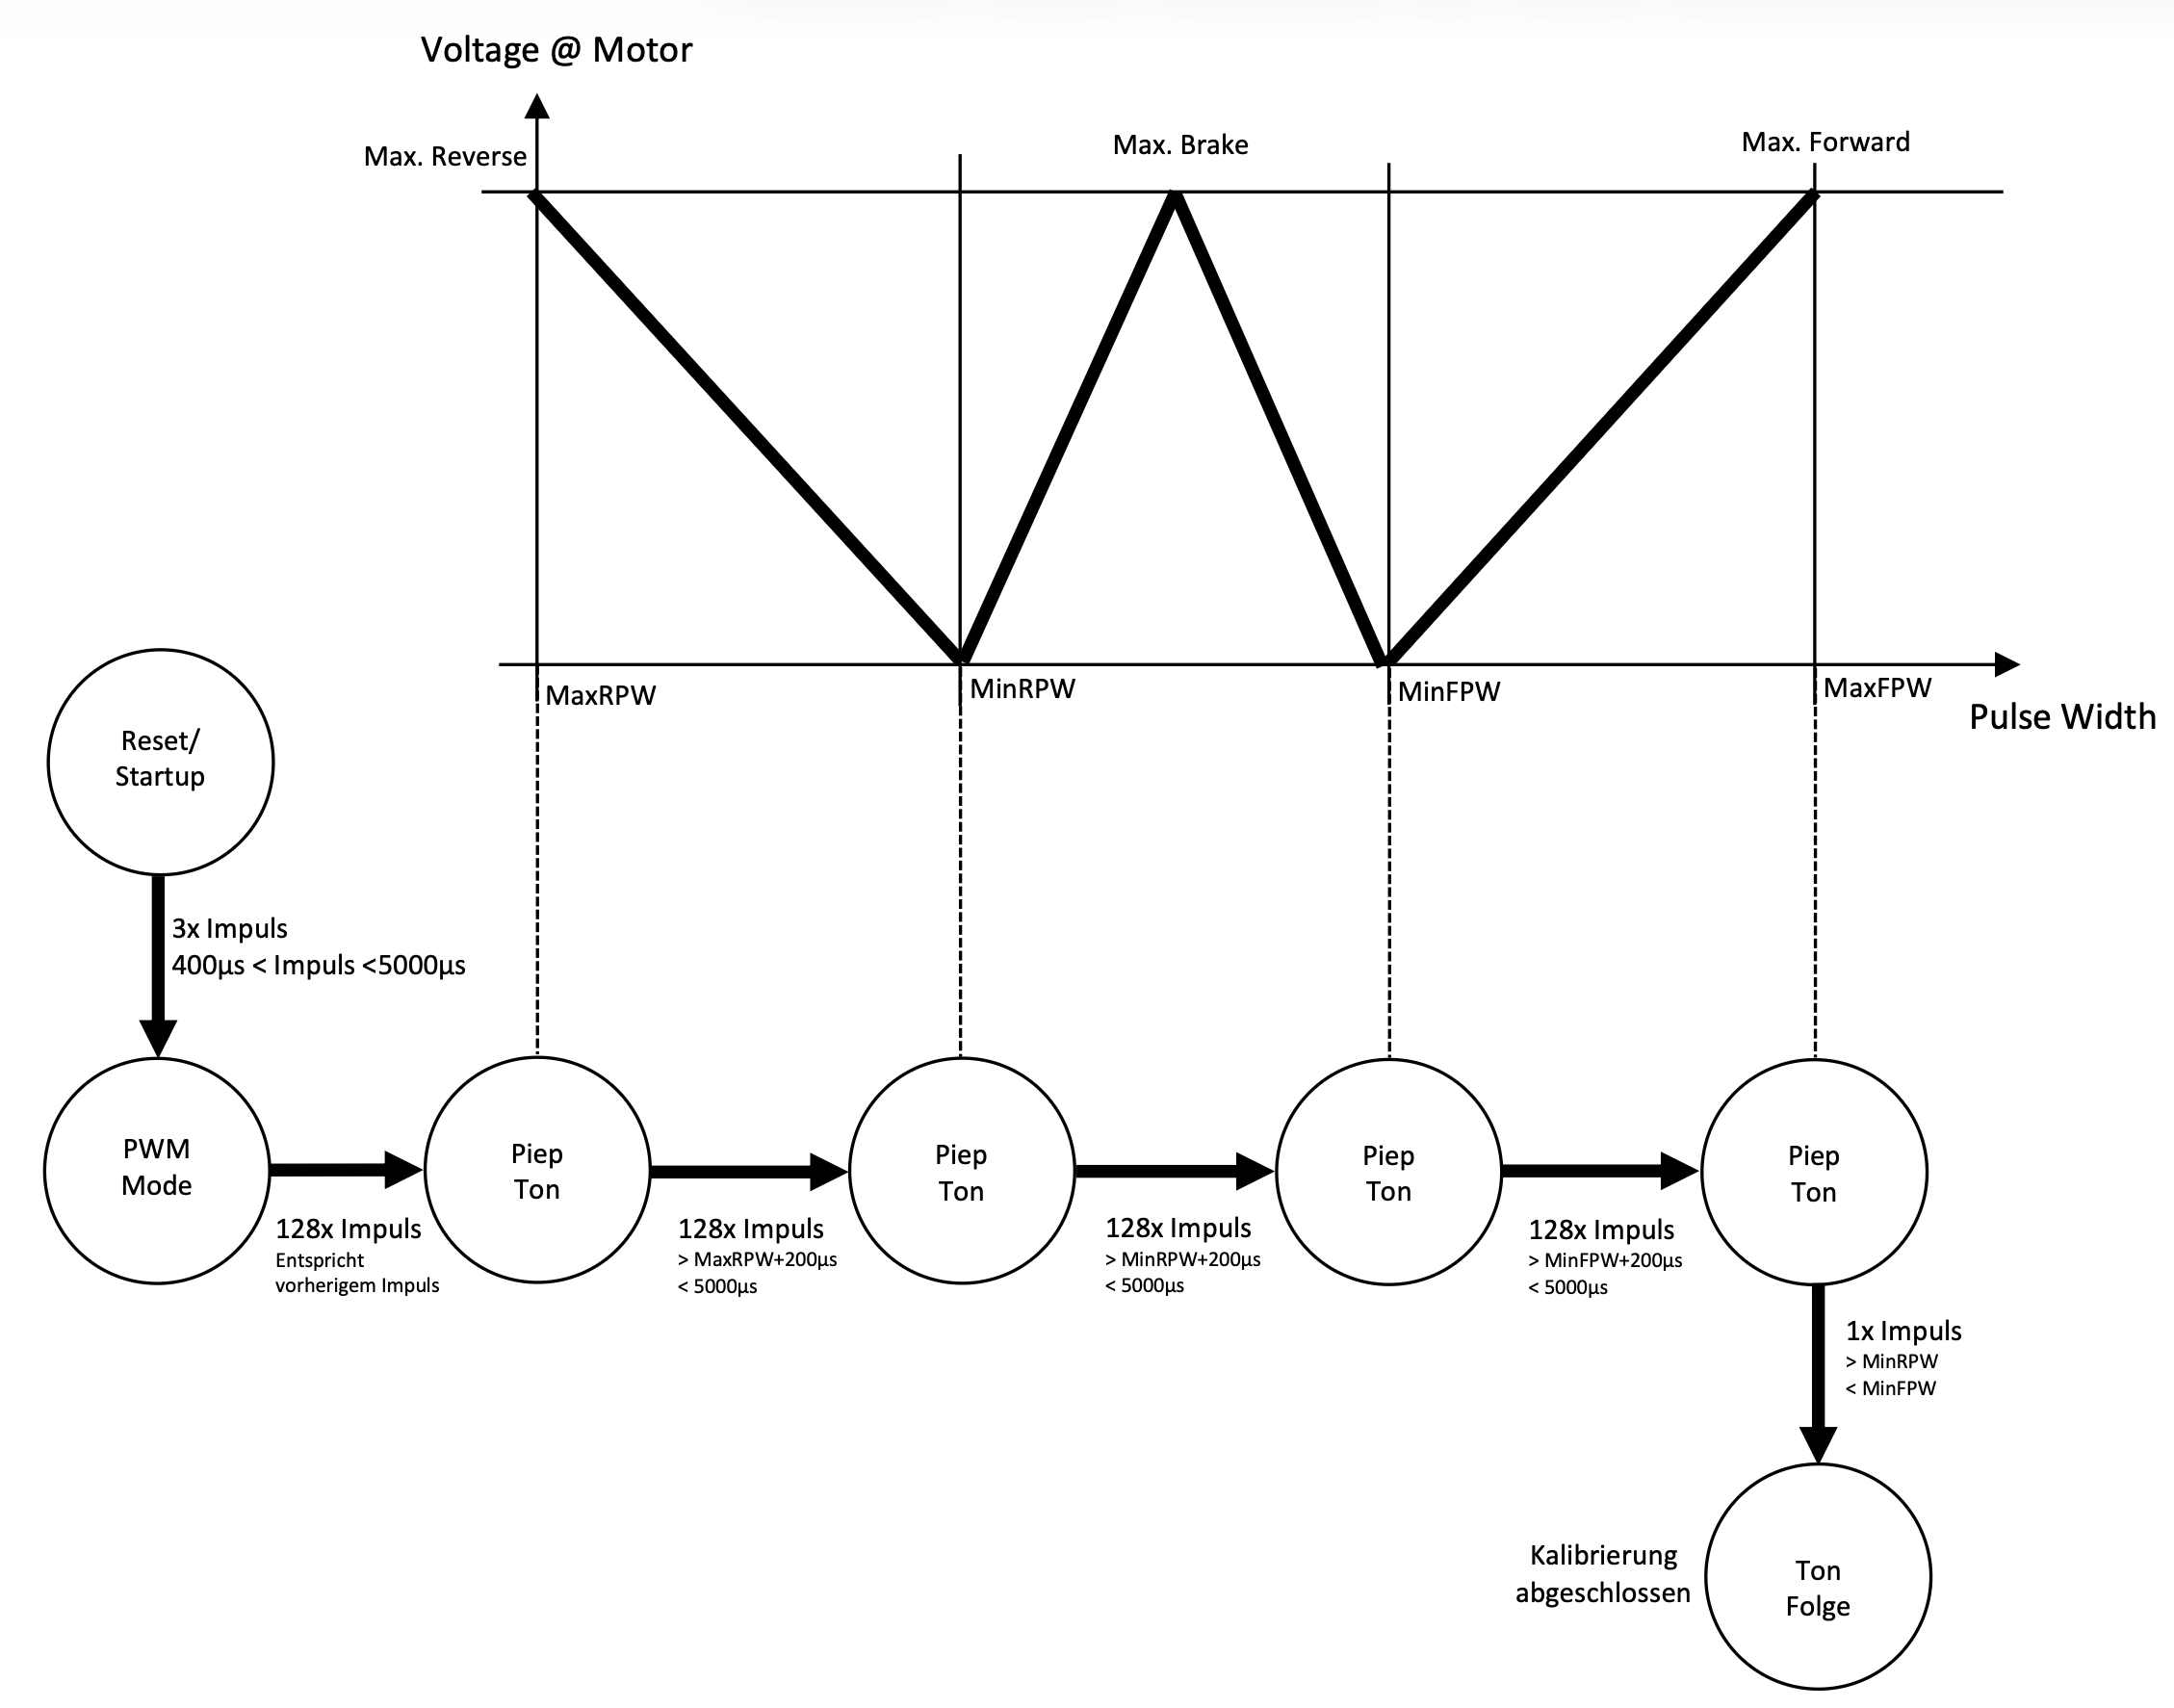 Voltage @ Motor
Max. Reverse
Max. Brake
Max. Forward
MaxRPW
MinRPW
MinFPW
MaxFPW
Pulse Width
Reset/
Startup
3x Impuls
400µs < Impuls <5000µs
PWM
Mode
128x Impuls
Entspricht
vorherigem Impuls
Piep
Ton
128x Impuls
> MaxRPW+200µs
< 5000µs
Piep
Ton
128x Impuls
> MinRPW+200µs
< 5000µs
Piep
Ton
128x Impuls
> MinFPW+200µs
< 5000µs
Piep
Ton
1x Impuls
> MinRPW
< MinFPW
Kalibrierung
abgeschlossen
Ton
Folge